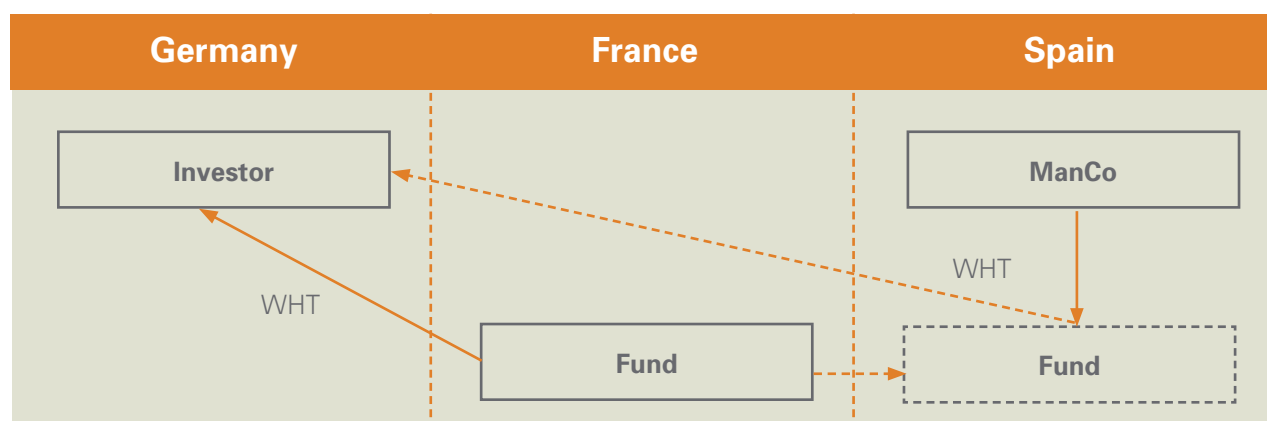 Germany
France
Spain
Investor
ManCo
WHT
WHT
Fund
Fund